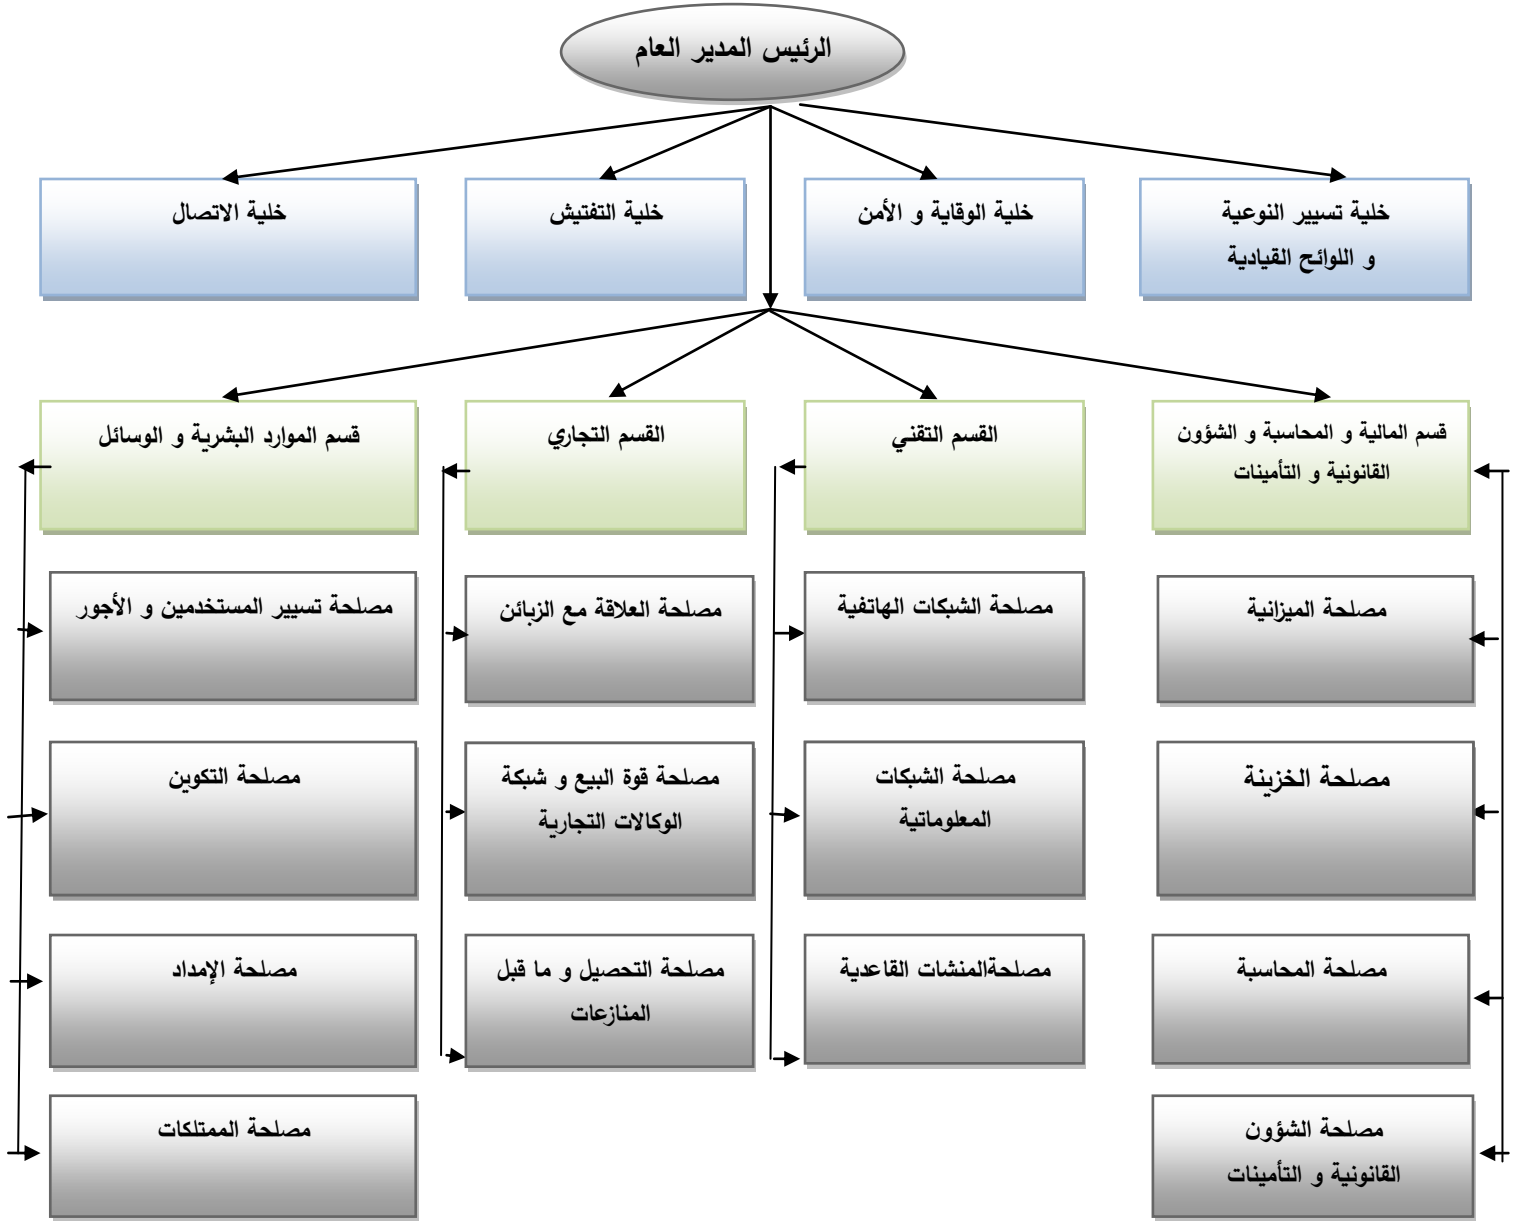 الرئيس المدير العام
خلية تسيير النوعية
و اللوائح القيادية
خلية الوقاية و الأمن
خلية التفتيش
خلية الاتصال
قسم المالية و المحاسبة و الشؤون
القانونية و التأمينات
القسم التقني
القسم التجاري
قسم الموارد البشرية و الوسائل
مصلحة الميزانية
مصلحة الشبكات الهاتفية
مصلحة العلاقة مع الزبائن
مصلحة تسيير المستخدمين و الأجور
مصلحة الخزينة
مصلحة الشبكات
المعلوماتية
مصلحة قوة البيع و شبكة
الوكالات التجارية
مصلحة التكوين
مصلحة المحاسبة
مصلحةالمنشات القاعدية
مصلحة التحصيل و ما قبل
المنازعات
مصلحة الإمداد
مصلحة الشؤون
القانونية و التأمينات
مصلحة الممتلكات